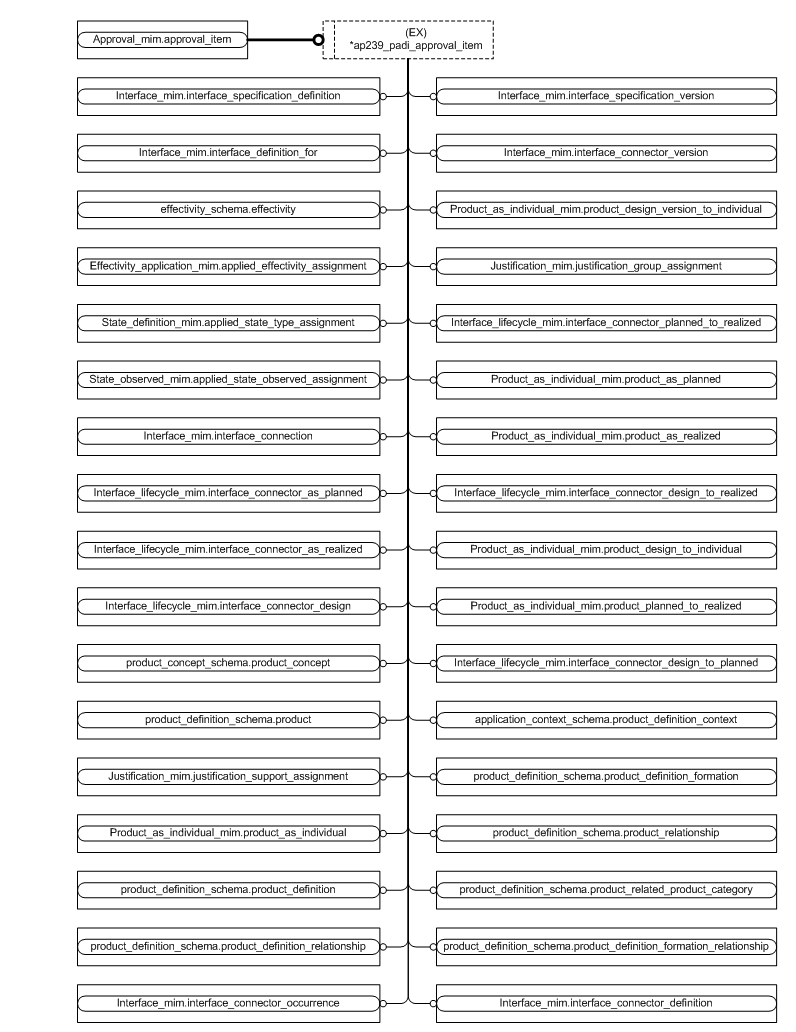 Approval_mim.approval_item
(EX)
*ap239_padi_approval_item
Interface_mim.interface_specification_definition
Interface_mim.interface_specification_version
Interface_mim.interface_definition_for
Interface_mim.interface_connector_version
effectivity_schema.effectivity
Product_as_individual_mim.product_design_version_to_individual
Effectivity_application_mim.applied_effectivity_assignment
Justification_mim.justification_group_assignment
State_definition_mim.applied_state_type_assignment
Interface_lifecycle_mim.interface_connector_planned_to_realized
State_observed_mim.applied_state_observed_assignment
Product_as_individual_mim.product_as_planned
Interface_mim.interface_connection
Product_as_individual_mim.product_as_realized
Interface_lifecycle_mim.interface_connector_as_planned
Interface_lifecycle_mim.interface_connector_design_to_realized
Interface_lifecycle_mim.interface_connector_as_realized
Product_as_individual_mim.product_design_to_individual
Interface_lifecycle_mim.interface_connector_design
Product_as_individual_mim.product_planned_to_realized
product_concept_schema.product_concept
Interface_lifecycle_mim.interface_connector_design_to_planned
product_definition_schema.product
application_context_schema.product_definition_context
Justification_mim.justification_support_assignment
product_definition_schema.product_definition_formation
Product_as_individual_mim.product_as_individual
product_definition_schema.product_relationship
product_definition_schema.product_definition
product_definition_schema.product_related_product_category
product_definition_schema.product_definition_relationship
product_definition_schema.product_definition_formation_relationship
Interface_mim.interface_connector_occurrence
Interface_mim.interface_connector_definition